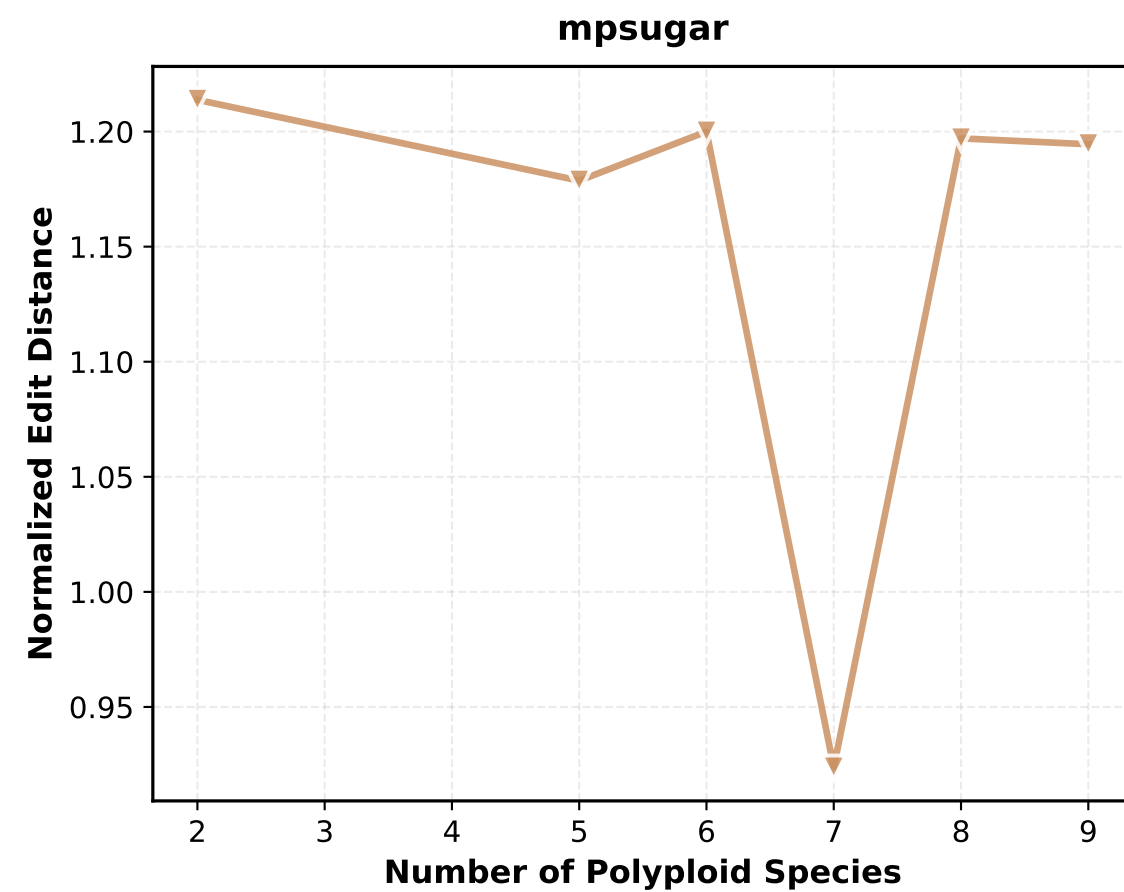 mpsugar
Normalized Edit Distance
1.20
1.15
1.10
1.05
1.00
0.95
2 3 4 5 6 7 8 9
Number of Polyploid Species